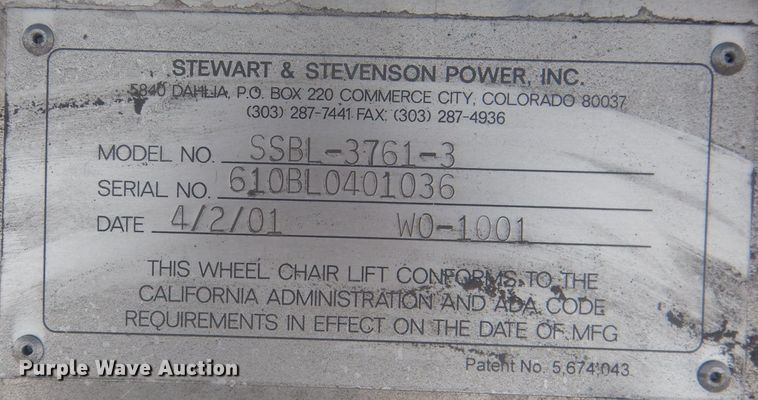 STEWART & STEVENSON POWER, INC.
5840 DAHLIA, P.O. BOX 220 COMMERCE CITY, COLORADO 80037
(303) 287-7441 FAX: (303) 287-4936
MODEL NO. SSBL-3761-3
SERIAL NO. 610BL0401036
DATE 4/2/01 WO-1001
THIS WHEEL CHAIR LIFT CONFORMS TO THE
CALIFORNIA ADMINISTRATION AND ADA CODE
REQUIREMENTS IN EFFECT ON THE DATE OF MFG
Patent No. 5,674,043
Purple Wave Auction